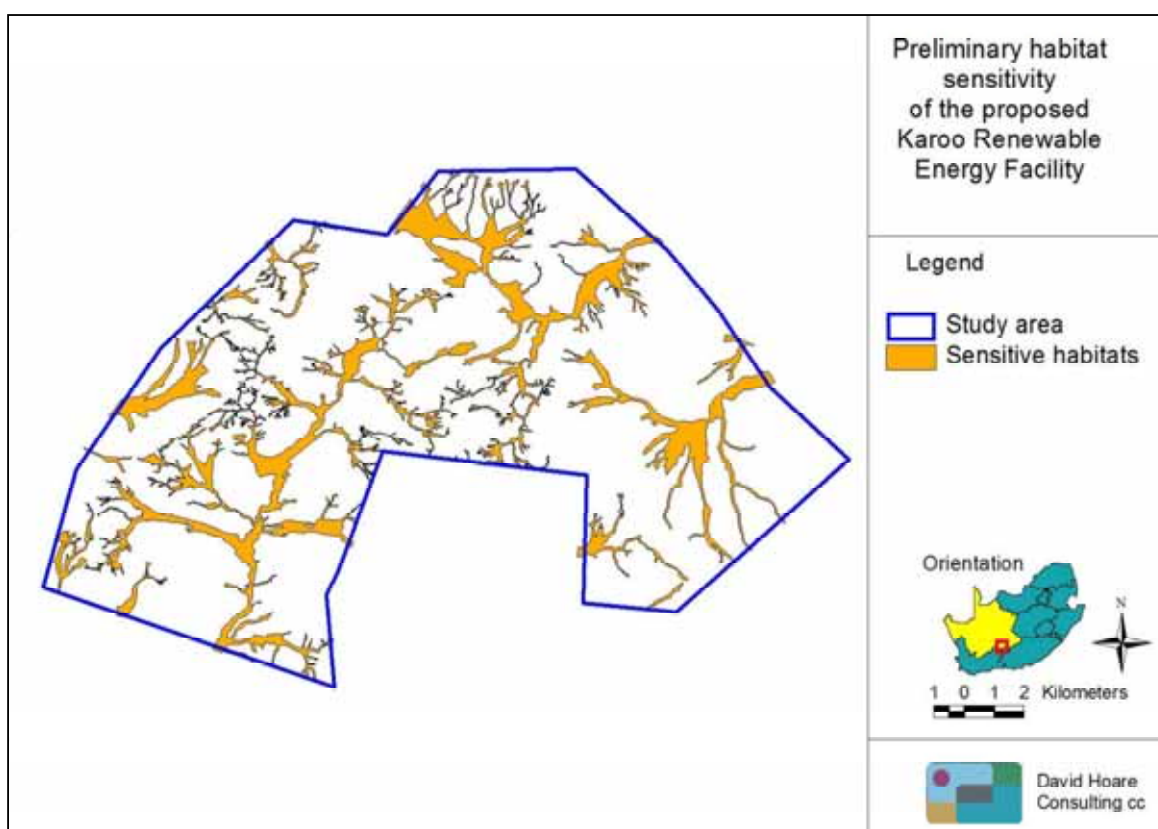 Preliminary habitat
sensitivity
of the proposed
Karoo Renewable
Energy Facility
Legend
Study area
Sensitive habitats
Orientation
N
1 0 1 2 Kilometers
David Hoare
Consulting cc